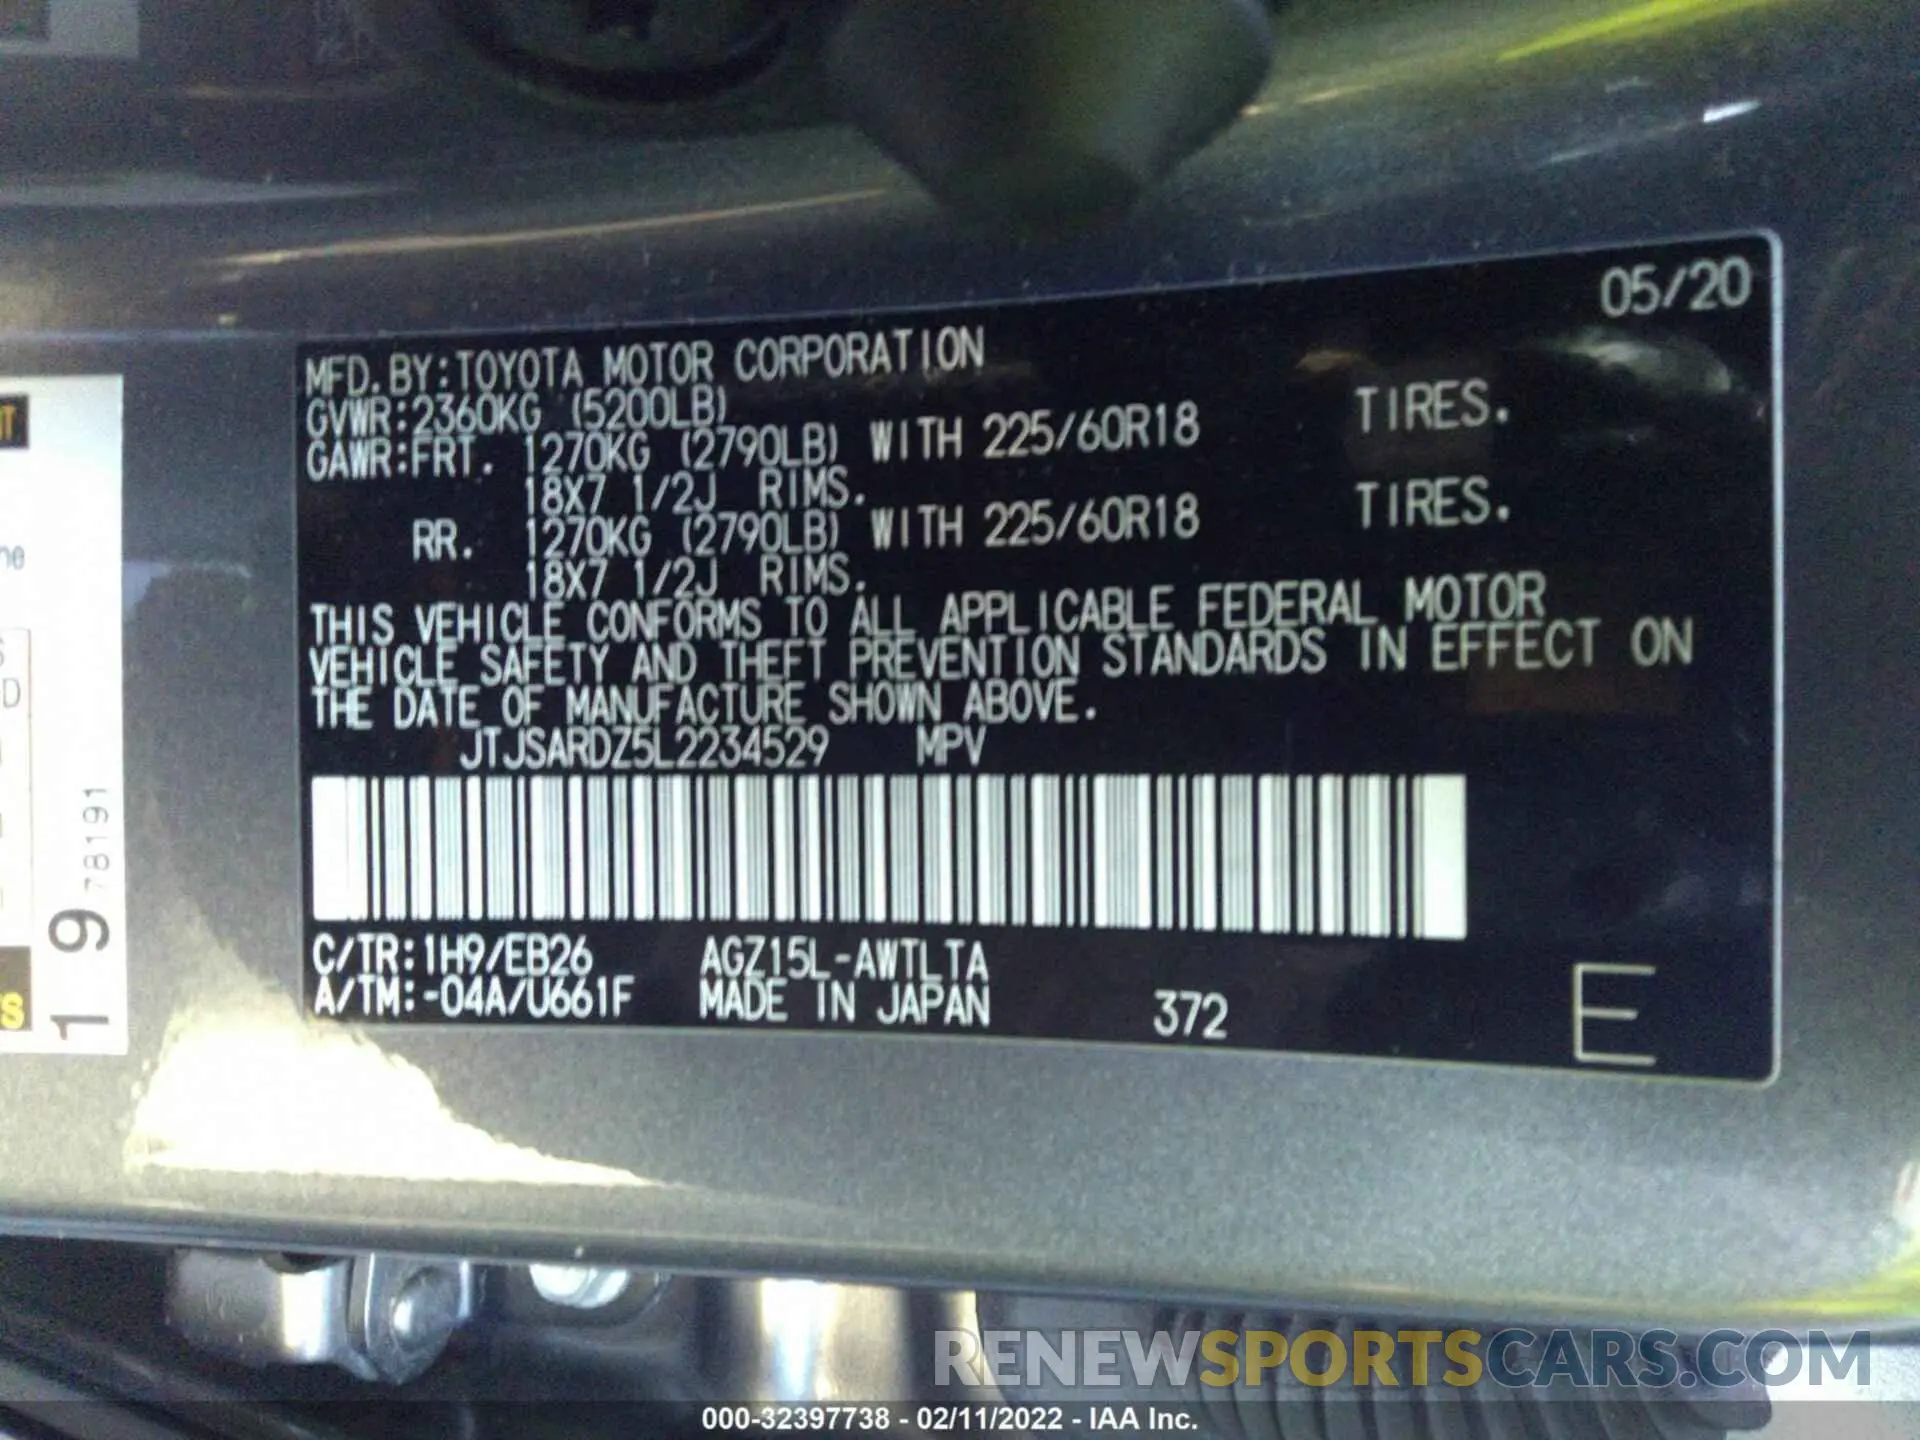 05/20
MFD.BY:TOYOTA MOTOR CORPORATION
GVWR:2360KG (5200LB)
GAWR:FRT. 1270KG (2790LB) WITH 225/60R18 TIRES.
18X7 1/2J RIMS.
RR. 1270KG (2790LB) WITH 225/60R18 TIRES.
18X7 1/2J RIMS.
THIS VEHICLE CONFORMS TO ALL APPLICABLE FEDERAL MOTOR
VEHICLE SAFETY AND THEFT PREVENTION STANDARDS IN EFFECT ON
THE DATE OF MANUFACTURE SHOWN ABOVE.
JTJSARDZ5L2234529 MPV
C/TR:1H9/EB26 AGZ15L-AWTLTA
A/TM:-04A/U661F MADE IN JAPAN 372 E
19 78191
RENEWSPORTSCARS.COM
000-32397738 - 02/11/2022 - IAA Inc.